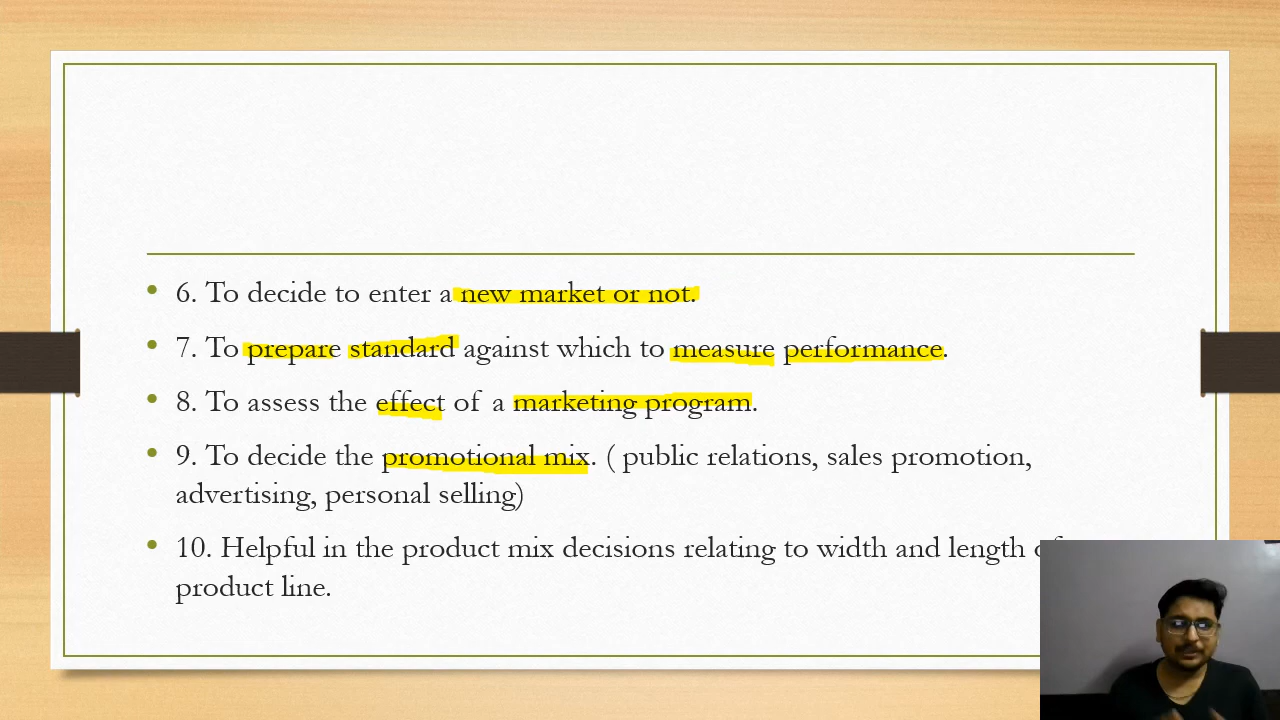 • 6. To decide to enter a new market or not.
• 7. To prepare standard against which to measure performance.
• 8. To assess the effect of a marketing program.
• 9. To decide the promotional mix. ( public relations, sales promotion,
advertising, personal selling)
• 10. Helpful in the product mix decisions relating to width and length of
product line.